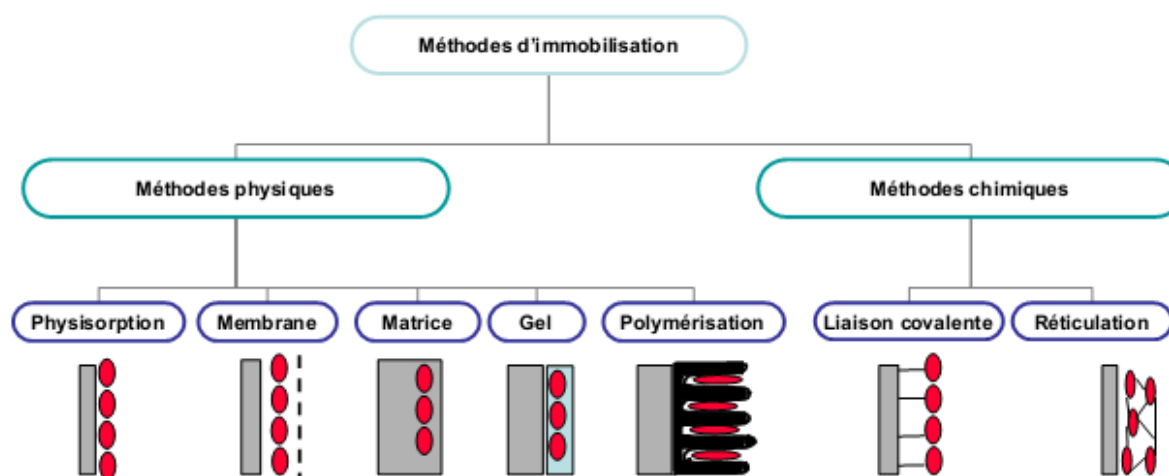 Méthodes d'immobilisation
Méthodes physiques
Méthodes chimiques
Physisorption
Membrane
Matrice
Gel
Polymérisation
Liaison covalente
Réticulation